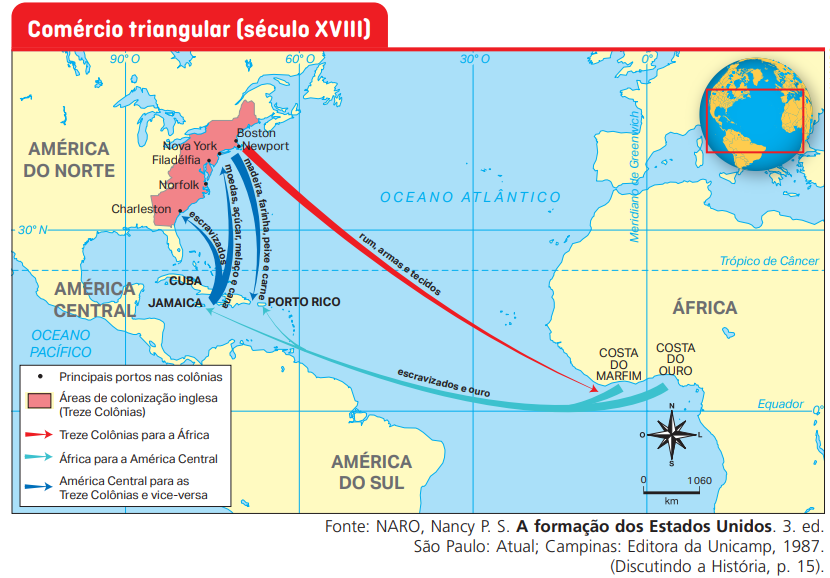 Comércio triangular (século XVIII)
90° O
60° O
30° O
0°
Meridiano de Greenwich
AMÉRICA
DO NORTE
Boston
Nova York
Newport
Filadélfia
Norfolk
Charleston
OCEANO ATLÂNTICO
madeira, farinha, peixe e carne
moedas, açúcar, melaço e cana
escravizados
30° N
rum, armas e tecidos
Trópico de Câncer
AMÉRICA
CENTRAL
CUBA
JAMAICA
PORTO RICO
ÁFRICA
OCEANO
PACÍFICO
COSTA
DO
MARFIM
COSTA
DO
OURO
escravizados e ouro
Equador
0°
AMÉRICA
DO SUL
N
O
L
S
0
1 060
km
Principais portos nas colônias
Áreas de colonização inglesa
(Treze Colônias)
Treze Colônias para a África
África para a América Central
América Central para as
Treze Colônias e vice-versa
Fonte: NARO, Nancy P. S. A formação dos Estados Unidos. 3. ed.
São Paulo: Atual; Campinas: Editora da Unicamp, 1987.
(Discutindo a História, p. 15).